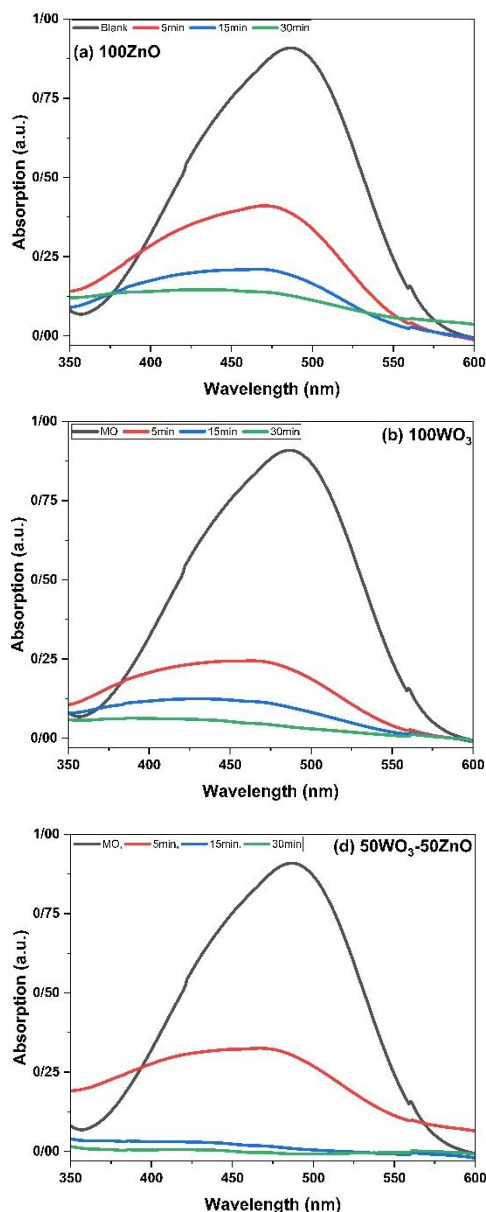 Blank 5min 15min 30min
(a) 100ZnO
1/00
0/75
0/50
0/25
0/00
Absorption (a.u.)
350 400 450 500 550 600
Wavelength (nm)
MO 5min 15min 30min
(b) 100WO₃
1/00
0/75
0/50
0/25
0/00
Absorption (a.u.)
350 400 450 500 550 600
Wavelength (nm)
MO, 5min, 15min. 30min
(d) 50WO₃-50ZnO
1/00
0/75
0/50
0/25
0/00
Absorption (a.u.)
350 400 450 500 550 600
Wavelength (nm)